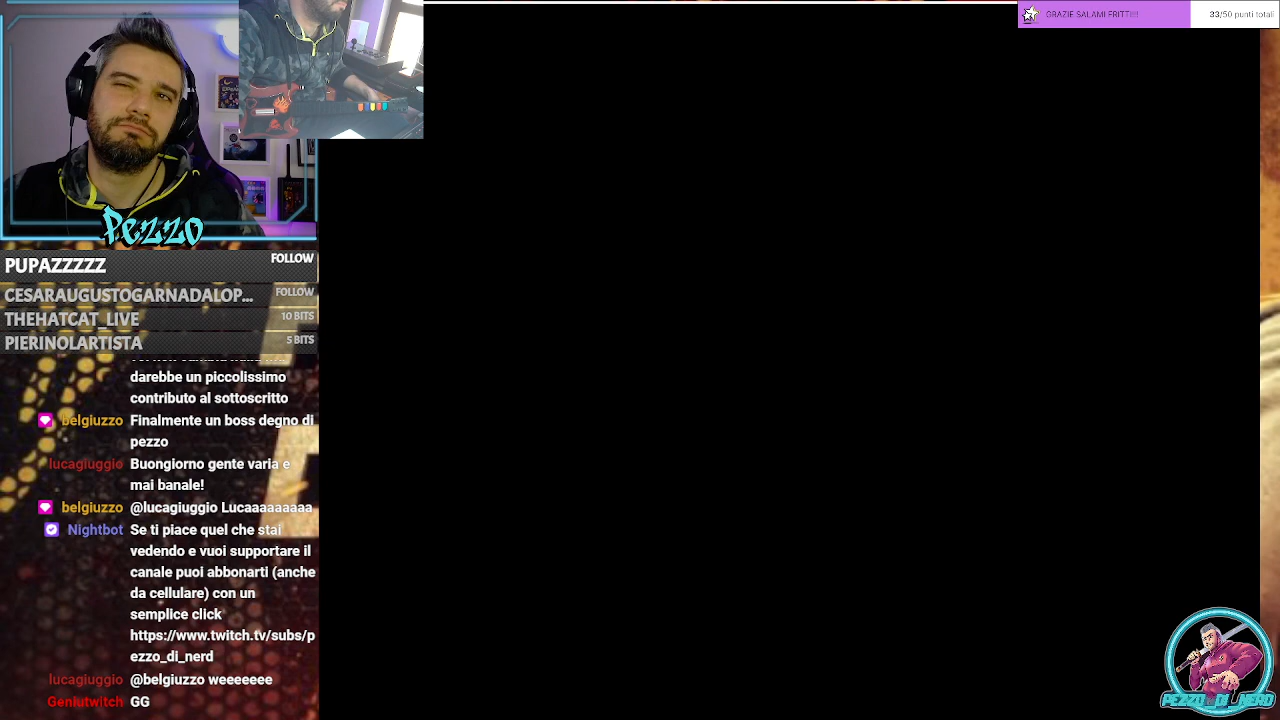 GRAZIE SALAMI FRITTI!!!
33/50 punti totali
Pezzo
PUPAZZZZZ FOLLOW
CESARAUGUSTOGARNADALOP... FOLLOW
THEHATCAT_LIVE 10 BITS
PIERINOLARTISTA 5 BITS
darebbe un piccolissimo
contributo al sottoscritto
belgiuzzo Finalmente un boss degno di
pezzo
lucagiuggio Buongiorno gente varia e
mai banale!
belgiuzzo @lucagiuggio Lucaaaaaaaaa
Nightbot Se ti piace quel che stai
vedendo e vuoi supportare il
canale puoi abbonarti (anche
da cellulare) con un
semplice click
https://www.twitch.tv/subs/p
ezzo_di_nerd
lucagiuggio @belgiuzzo weeeeeee
Geniutwitch GG
PEZZO_DI_NERD